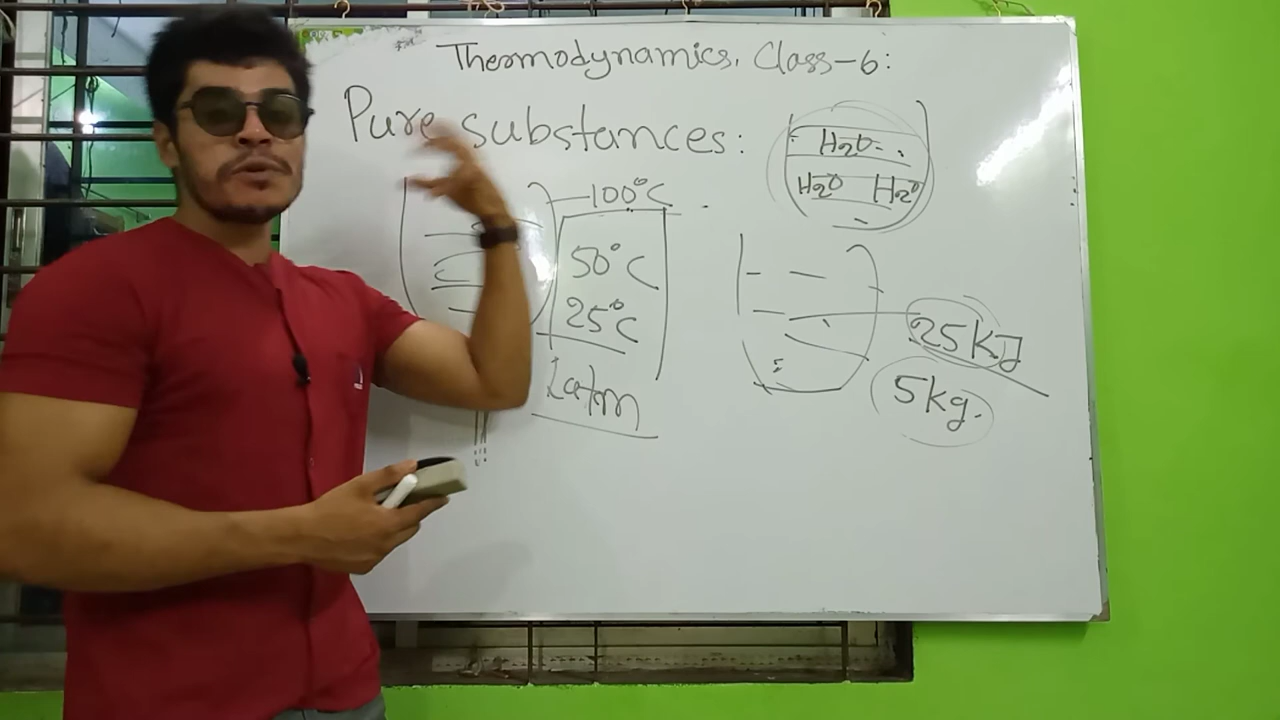 Thermodynamics. Class-6:
Pure substances:
H2O
H2O H2O
100°C
50°C
25°C
1atm
25KJ
5kg.